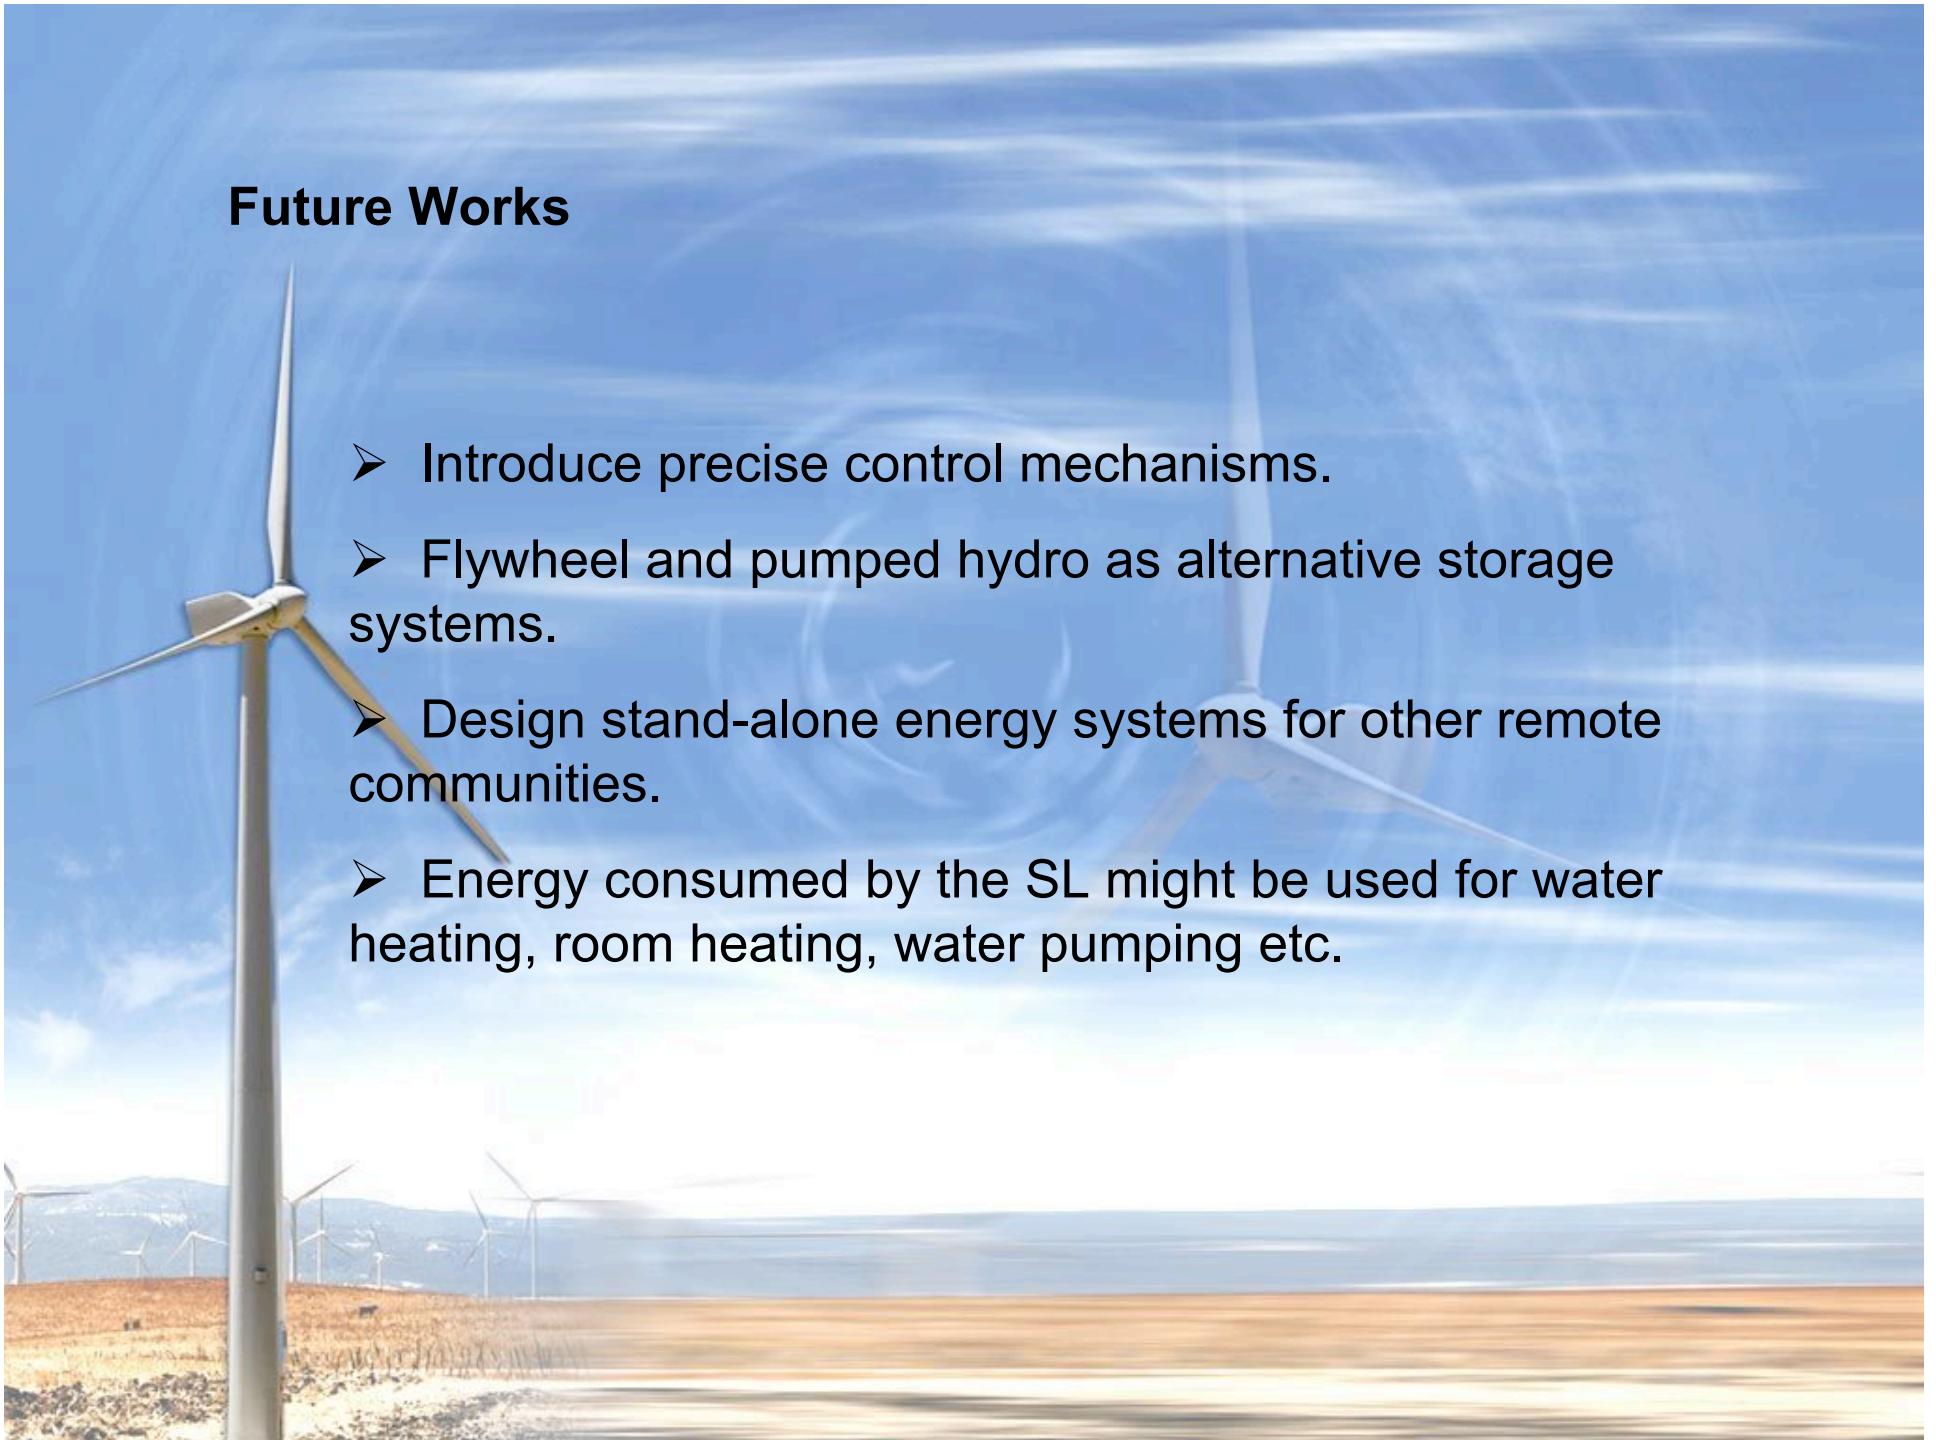 Future Works
➢ Introduce precise control mechanisms.
➢ Flywheel and pumped hydro as alternative storage
systems.
➢ Design stand-alone energy systems for other remote
communities.
➢ Energy consumed by the SL might be used for water
heating, room heating, water pumping etc.